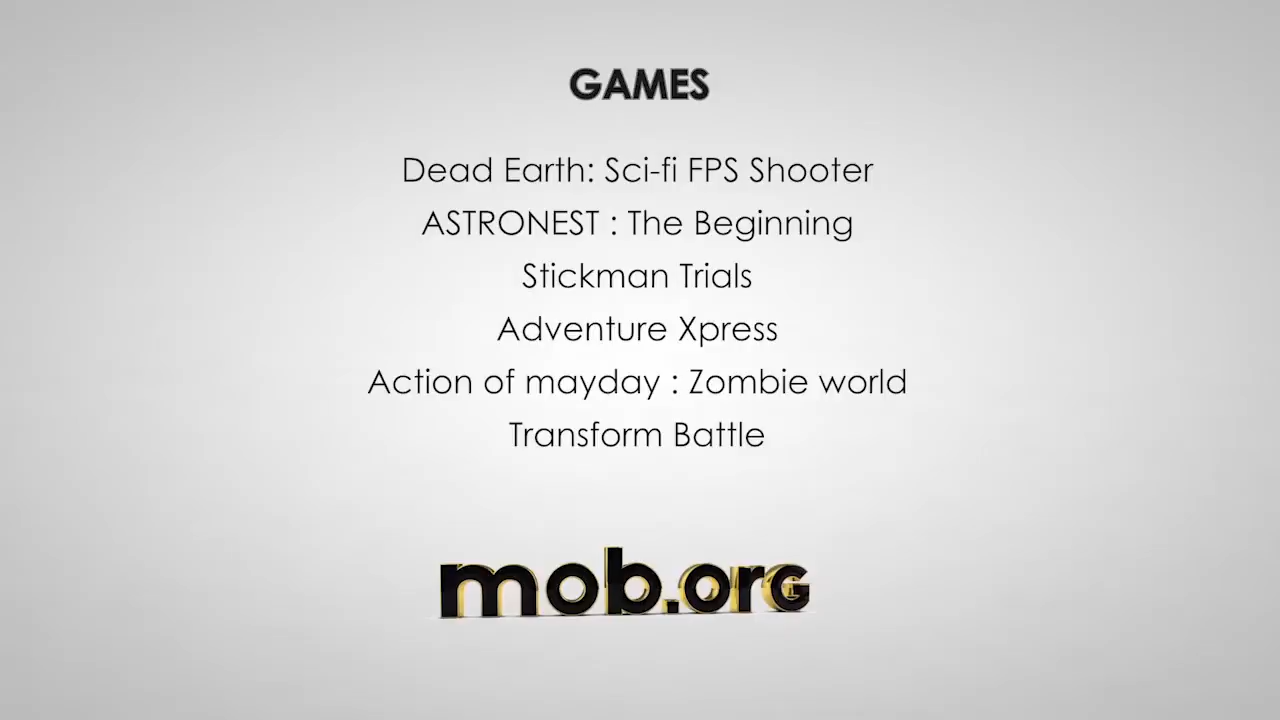 GAMES
Dead Earth: Sci-fi FPS Shooter
ASTRONEST : The Beginning
Stickman Trials
Adventure Xpress
Action of mayday : Zombie world
Transform Battle
mob.orG